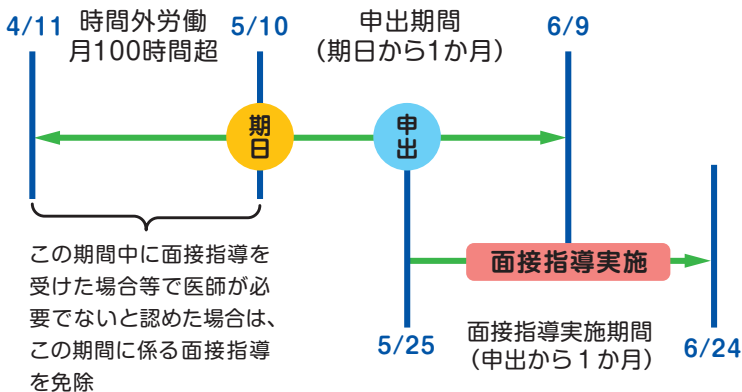 4/11
時間外労働
月100時間超
5/10
申出期間
（期日から1か月）
6/9
期日
申出
この期間中に面接指導を
受けた場合等で医師が必
要でないと認めた場合は、
この期間に係る面接指導
を免除
面接指導実施
5/25
面接指導実施期間
（申出から１か月）
6/24